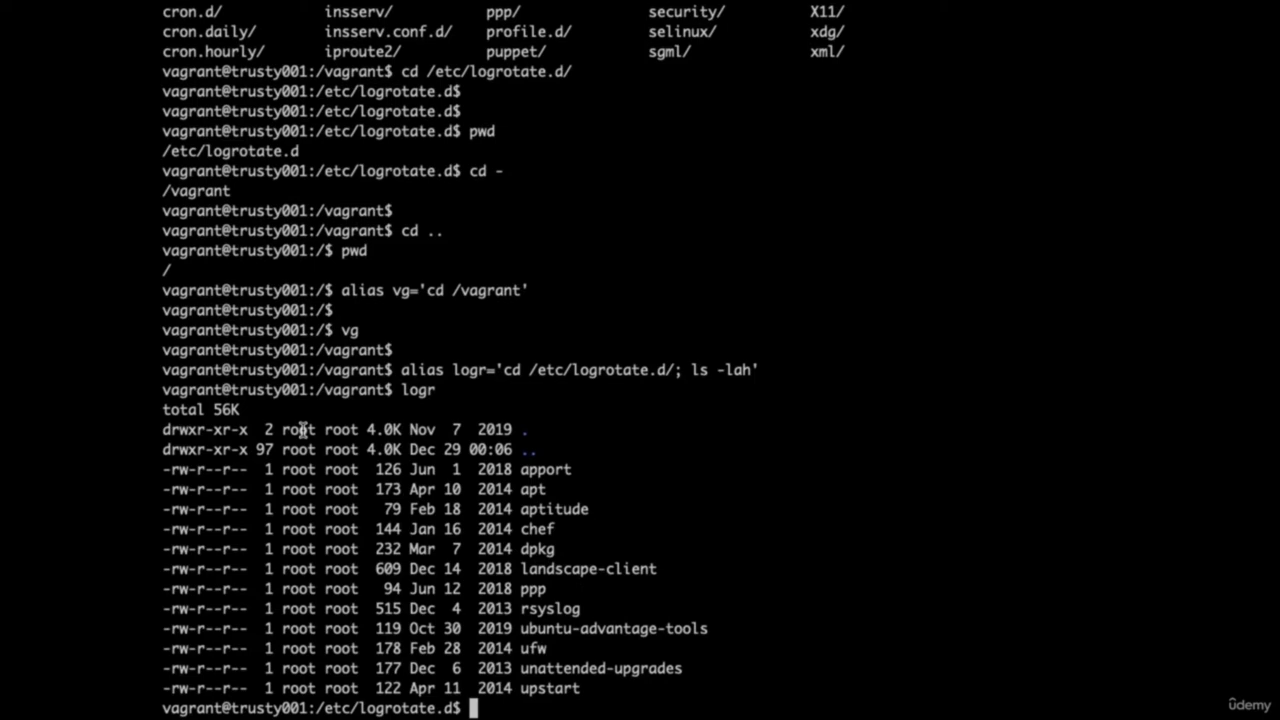 cron.d/ insserv/ ppp/ security/ X11/
cron.daily/ insserv.conf.d/ profile.d/ selinux/ xdg/
cron.hourly/ iproute2/ puppet/ sgml/ xml/
vagrant@trusty001:/vagrant$ cd /etc/logrotate.d/
vagrant@trusty001:/etc/logrotate.d$
vagrant@trusty001:/etc/logrotate.d$
vagrant@trusty001:/etc/logrotate.d$ pwd
/etc/logrotate.d
vagrant@trusty001:/etc/logrotate.d$ cd -
/vagrant
vagrant@trusty001:/vagrant$
vagrant@trusty001:/vagrant$ cd ..
vagrant@trusty001:/$ pwd
/
vagrant@trusty001:/$ alias vg='cd /vagrant'
vagrant@trusty001:/$
vagrant@trusty001:/$ vg
vagrant@trusty001:/vagrant$
vagrant@trusty001:/vagrant$ alias logr='cd /etc/logrotate.d/; ls -lah'
vagrant@trusty001:/vagrant$ logr
total 56K
drwxr-xr-x 2 root root 4.0K Nov 7 2019 .
drwxr-xr-x 97 root root 4.0K Dec 29 00:06 ..
-rw-r--r-- 1 root root 126 Jun 1 2018 apport
-rw-r--r-- 1 root root 173 Apr 10 2014 apt
-rw-r--r-- 1 root root 79 Feb 18 2014 aptitude
-rw-r--r-- 1 root root 144 Jan 16 2014 chef
-rw-r--r-- 1 root root 232 Mar 7 2014 dpkg
-rw-r--r-- 1 root root 609 Dec 14 2018 landscape-client
-rw-r--r-- 1 root root 94 Jun 12 2018 ppp
-rw-r--r-- 1 root root 515 Dec 4 2013 rsyslog
-rw-r--r-- 1 root root 119 Oct 30 2019 ubuntu-advantage-tools
-rw-r--r-- 1 root root 178 Feb 28 2014 ufw
-rw-r--r-- 1 root root 177 Dec 6 2013 unattended-upgrades
-rw-r--r-- 1 root root 122 Apr 11 2014 upstart
vagrant@trusty001:/etc/logrotate.d$
ûdemy